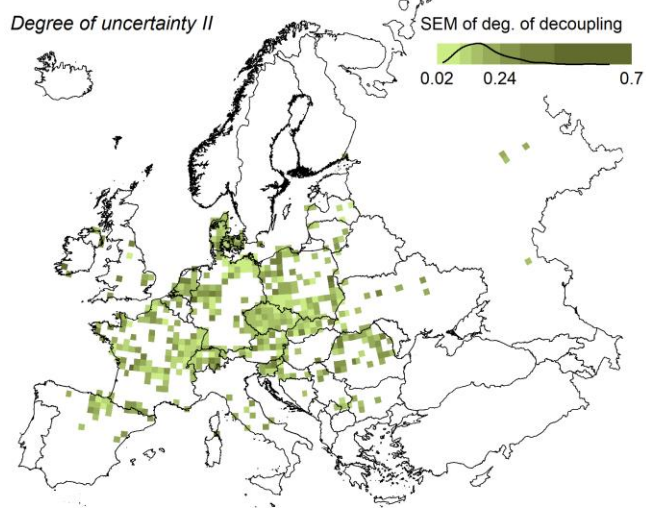 Degree of uncertainty II
SEM of deg. of decoupling
0.02 0.24 0.7